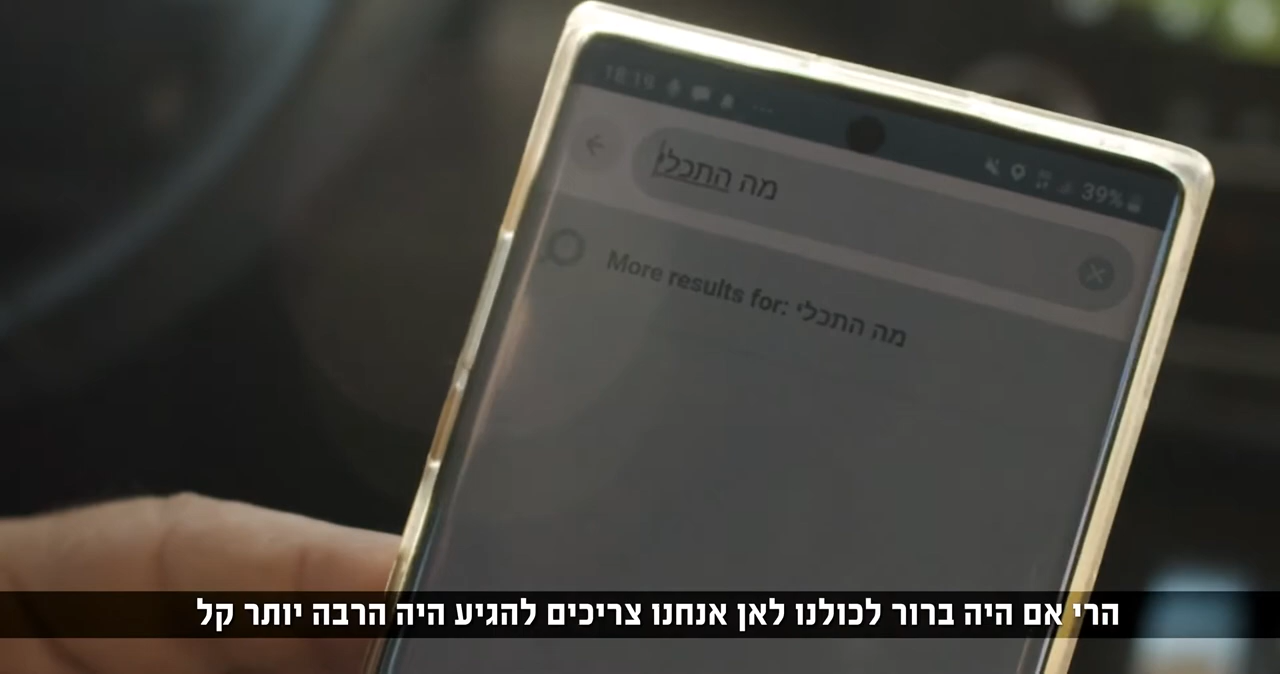 18:19
39%
מה התכלי
More results for: מה התכלי
הרי אם היה ברור לכולנו לאן אנחנו צריכים להגיע היה הרבה יותר קל